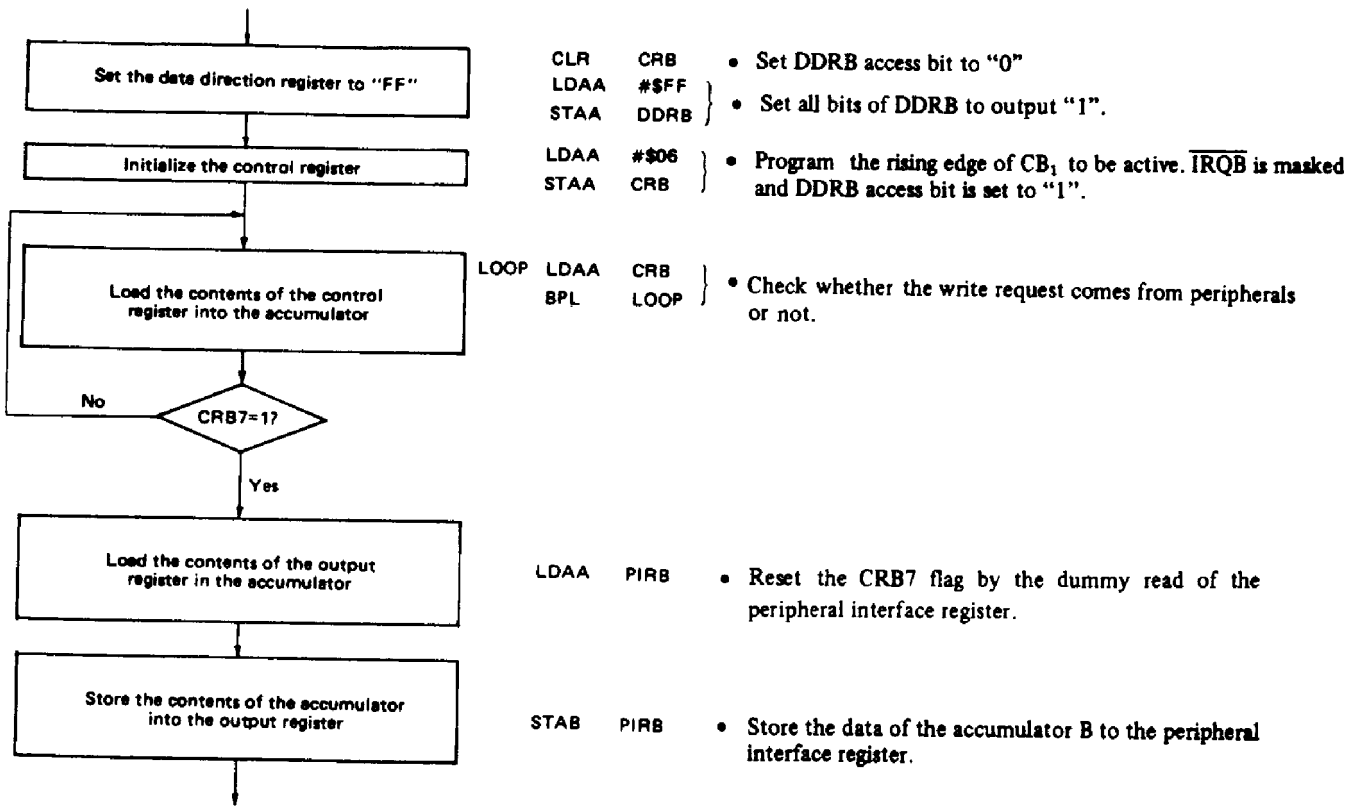 Set the data direction register to "FF"
CLR CRB • Set DDRB access bit to "0"
LDAA #$FF
STAA DDRB } • Set all bits of DDRB to output "1".
Initialize the control register
LDAA #$06
STAA CRB } • Program the rising edge of CB₁ to be active. I̅R̅Q̅B̅ is masked
and DDRB access bit is set to "1".
Load the contents of the control
register into the accumulator
LOOP LDAA CRB
BPL LOOP } • Check whether the write request comes from peripherals
or not.
No
CRB7=1?
Yes
Load the contents of the output
register in the accumulator
LDAA PIRB • Reset the CRB7 flag by the dummy read of the
peripheral interface register.
Store the contents of the accumulator
into the output register
STAB PIRB • Store the data of the accumulator B to the peripheral
interface register.